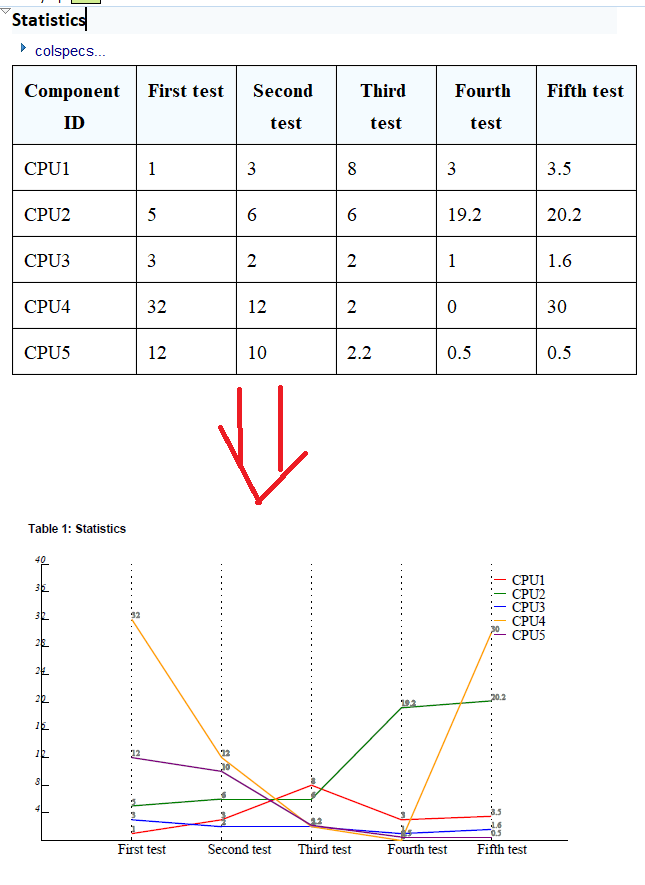 Statistics
colspecs...
Component ID First test Second test Third test Fourth test Fifth test
CPU1 1 3 8 3 3.5
CPU2 5 6 6 19.2 20.2
CPU3 3 2 2 1 1.6
CPU4 32 12 2 0 30
CPU5 12 10 2.2 0.5 0.5
Table 1: Statistics
40
36
32
28
24
20
16
12
8
4
32
12
5
3
1
12
10
6
3
2
8
6
2.2
19.2
3
0.5
30
20.2
3.5
1.6
0.5
CPU1
CPU2
CPU3
CPU4
CPU5
First test Second test Third test Fourth test Fifth test